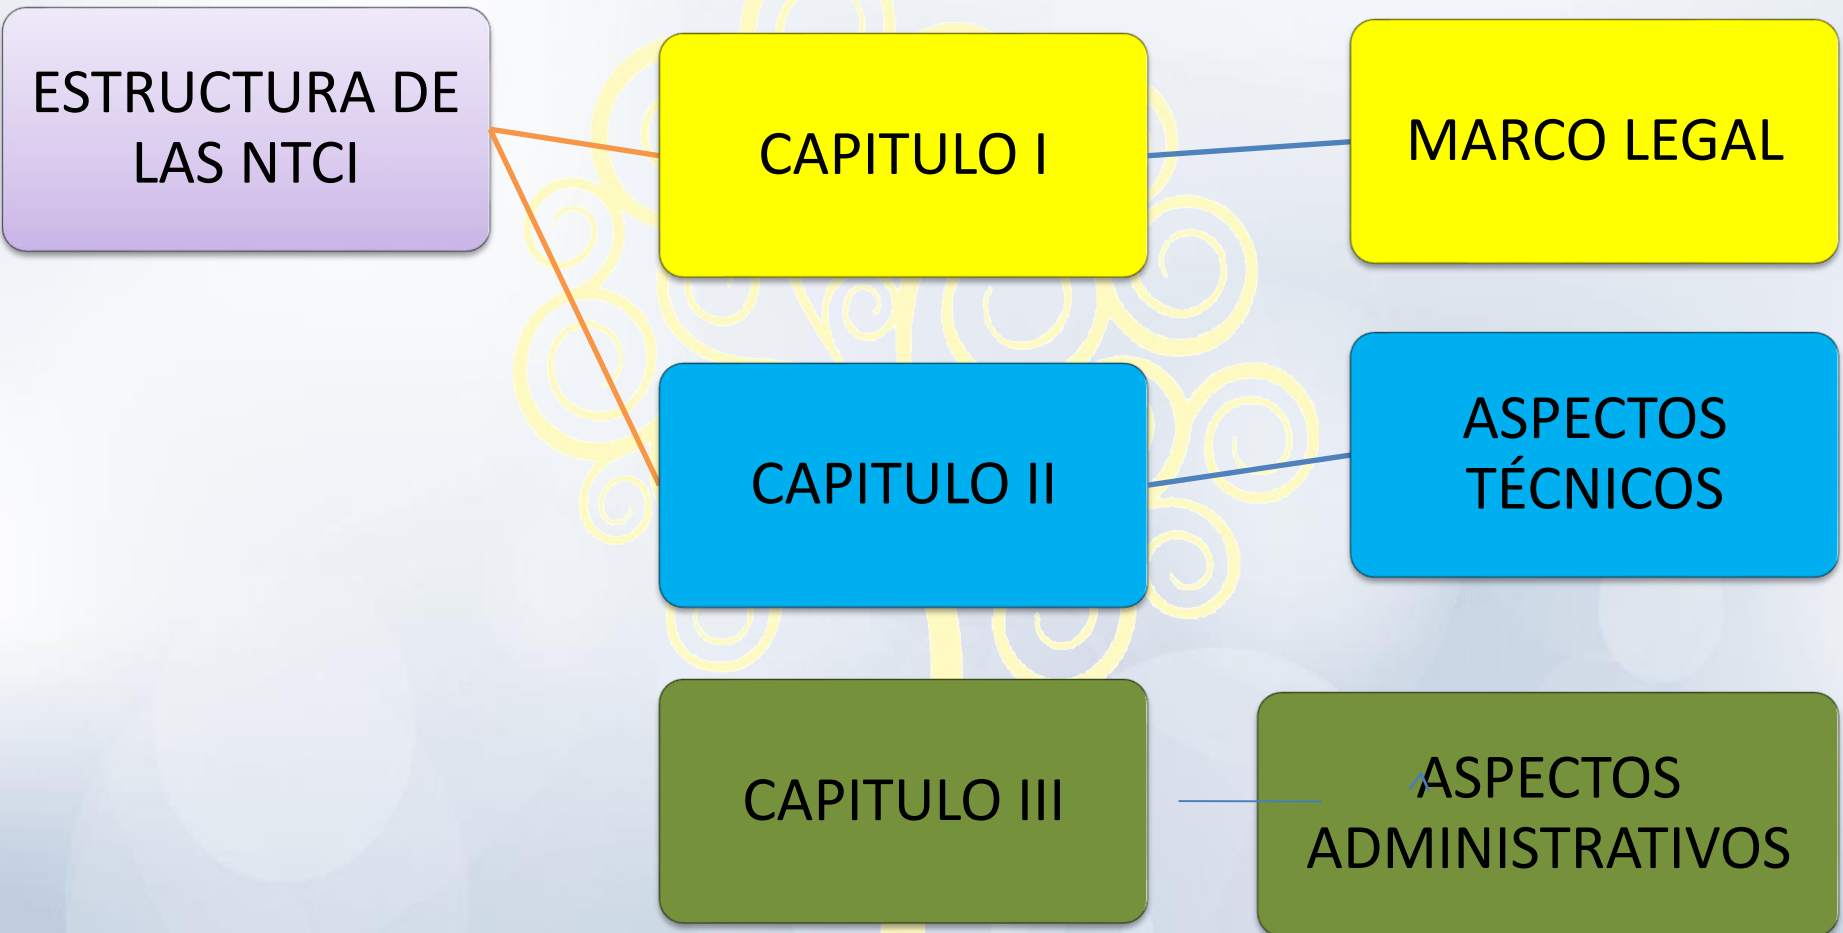 ESTRUCTURA DE
LAS NTCI
CAPITULO I
MARCO LEGAL
CAPITULO II
ASPECTOS
TÉCNICOS
CAPITULO III
ASPECTOS
ADMINISTRATIVOS